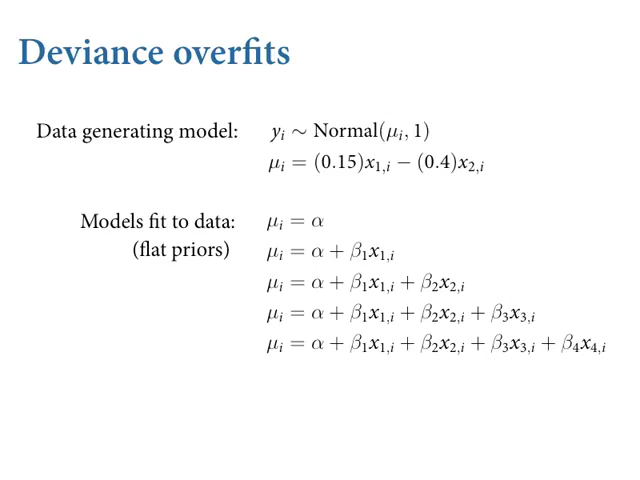 Deviance overfits
Data generating model: yᵢ ∼ Normal(μᵢ, 1)
μᵢ = (0.15)x₁,ᵢ − (0.4)x₂,ᵢ
Models fit to data: μᵢ = α
(flat priors) μᵢ = α + β₁x₁,ᵢ
μᵢ = α + β₁x₁,ᵢ + β₂x₂,ᵢ
μᵢ = α + β₁x₁,ᵢ + β₂x₂,ᵢ + β₃x₃,ᵢ
μᵢ = α + β₁x₁,ᵢ + β₂x₂,ᵢ + β₃x₃,ᵢ + β₄x₄,ᵢ